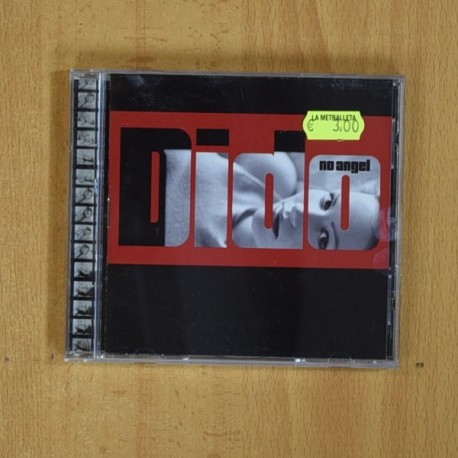 LA METRALLETA
€ 3,00
Dido
no angel